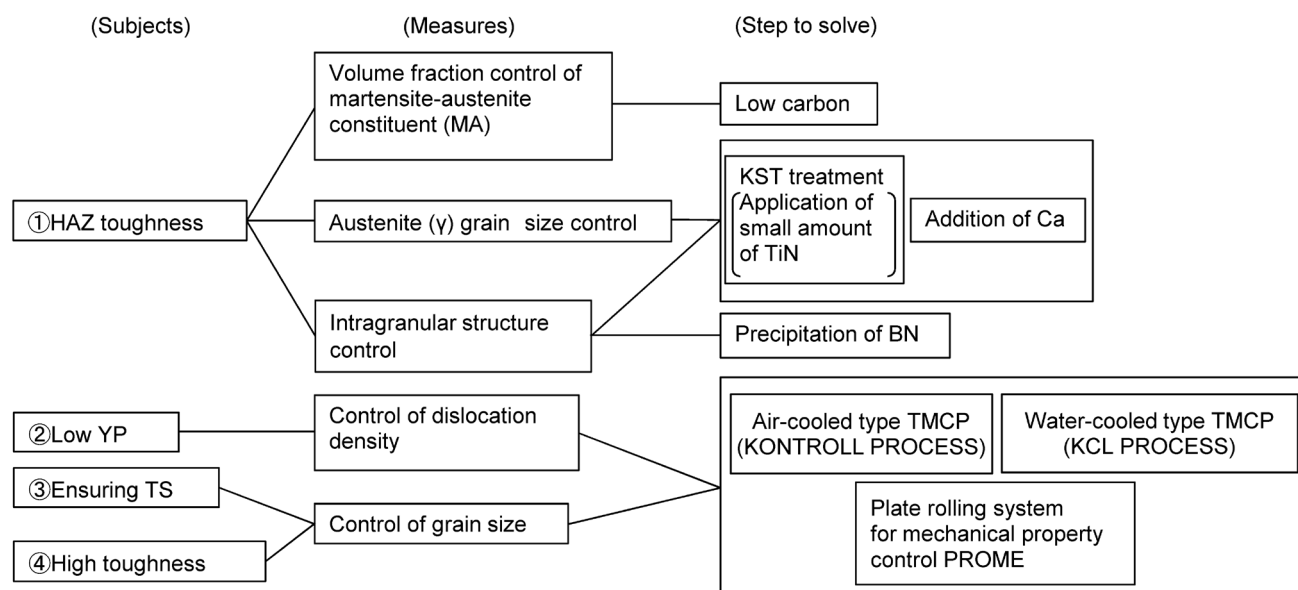 (Subjects)
(Measures)
(Step to solve)
Volume fraction control of
martensite-austenite
constituent (MA)
Low carbon
①HAZ toughness
Austenite (γ) grain size control
KST treatment
Application of
small amount
of TiN
Addition of Ca
Intragranular structure
control
Precipitation of BN
②Low YP
Control of dislocation
density
③Ensuring TS
④High toughness
Control of grain size
Air-cooled type TMCP
(KONTROLL PROCESS)
Water-cooled type TMCP
(KCL PROCESS)
Plate rolling system
for mechanical property
control PROME